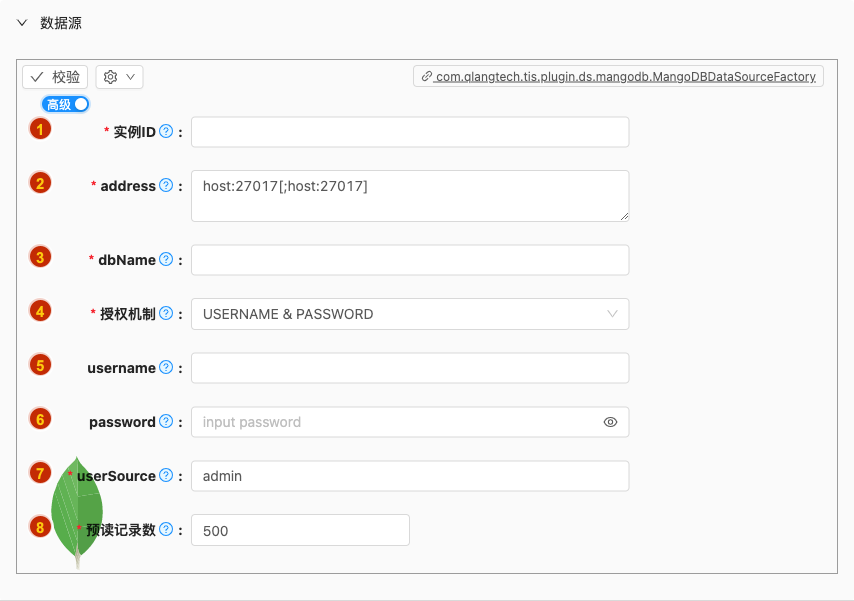 数据源
校验
com.qlangtech.tis.plugin.ds.mangodb.MangoDBDataSourceFactory
高级
1 * 实例ID ? :
2 * address ? : host:27017[;host:27017]
3 * dbName ? :
4 * 授权机制 ? : USERNAME & PASSWORD
5 username ? :
6 password ? : input password
7 * userSource ? : admin
8 * 预读记录数 ? : 500